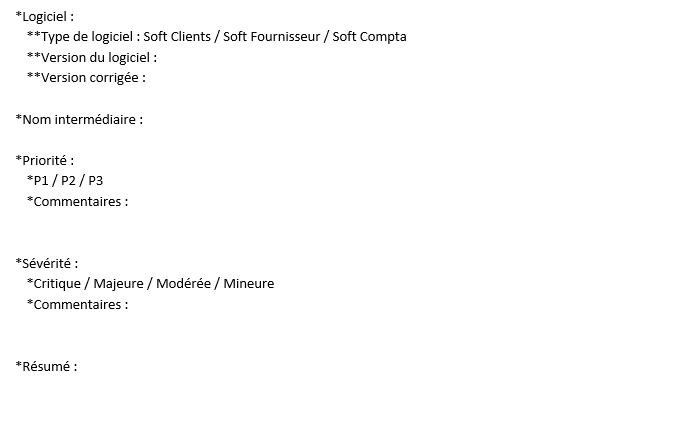 *Logiciel :
**Type de logiciel : Soft Clients / Soft Fournisseur / Soft Compta
**Version du logiciel :
**Version corrigée :
*Nom intermédiaire :
*Priorité :
*P1 / P2 / P3
*Commentaires :
*Sévérité :
*Critique / Majeure / Modérée / Mineure
*Commentaires :
*Résumé :